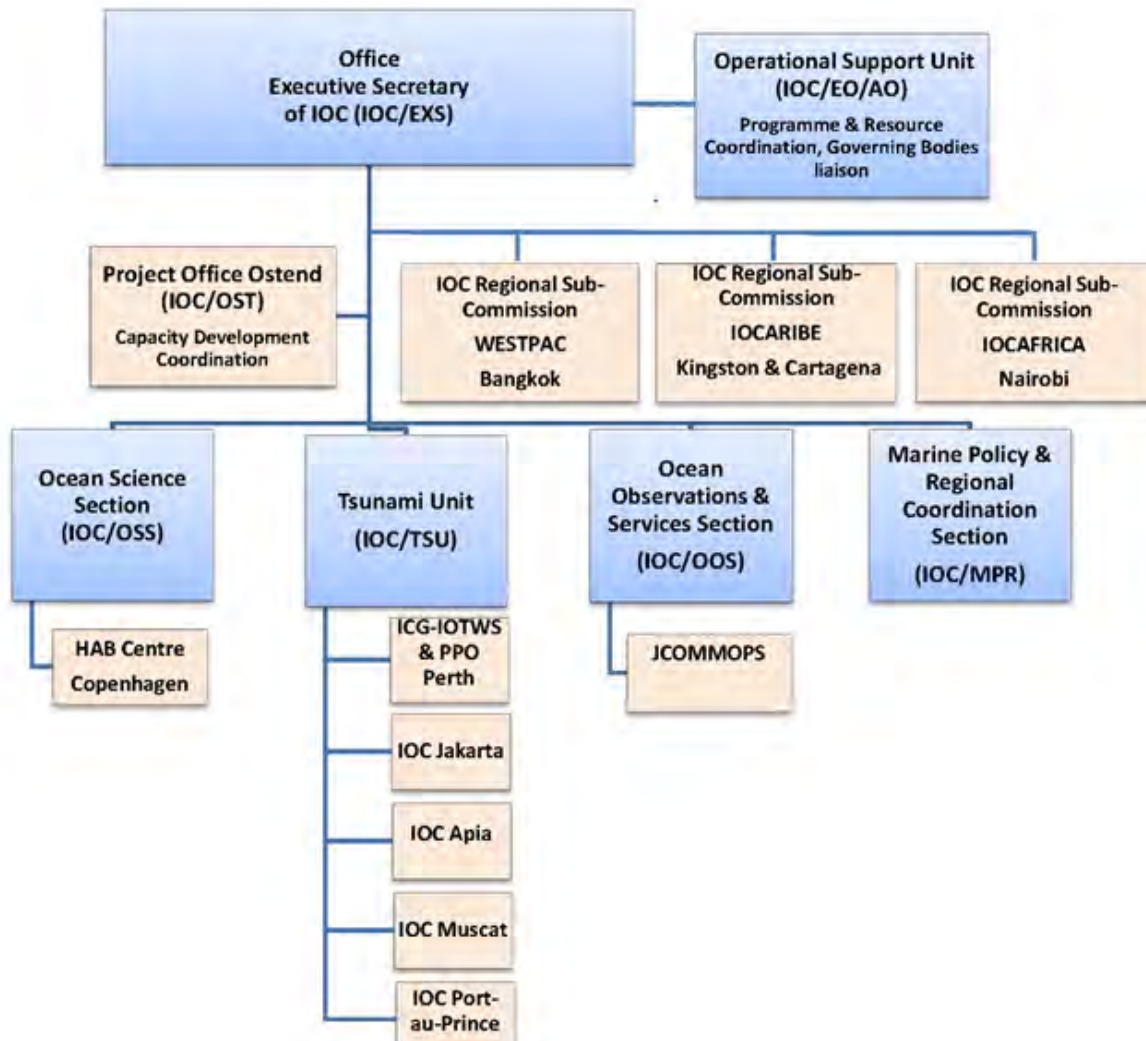 Office
Executive Secretary
of IOC (IOC/EXS)
Operational Support Unit
(IOC/EO/AO)
Programme & Resource
Coordination, Governing Bodies
liaison
Project Office Ostend
(IOC/OST)
Capacity Development
Coordination
IOC Regional Sub-
Commission
WESTPAC
Bangkok
IOC Regional Sub-
Commission
IOCARIBE
Kingston & Cartagena
IOC Regional Sub-
Commission
IOCAFRICA
Nairobi
Ocean Science
Section
(IOC/OSS)
Tsunami Unit
(IOC/TSU)
Ocean
Observations &
Services Section
(IOC/OOS)
Marine Policy &
Regional
Coordination
Section
(IOC/MPR)
HAB Centre
Copenhagen
ICG-IOTWS
& PPO
Perth
IOC Jakarta
IOC Apia
IOC Muscat
IOC Port-
au-Prince
JCOMMOPS